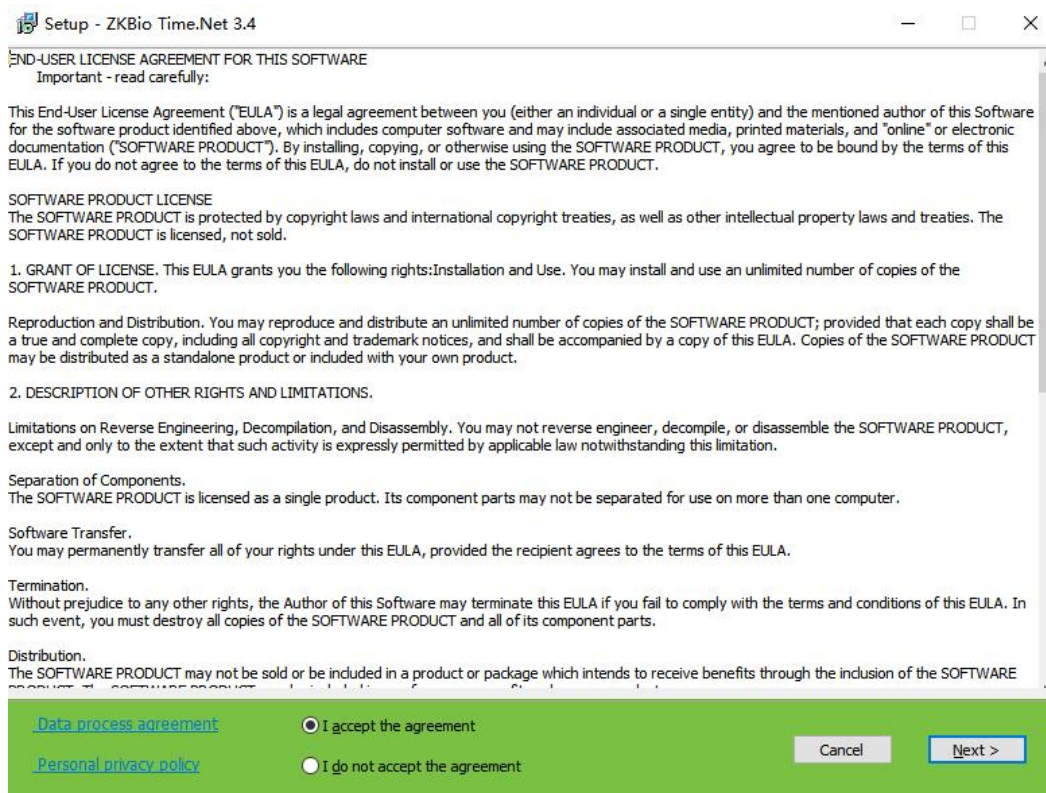 Setup - ZKBio Time.Net 3.4
END-USER LICENSE AGREEMENT FOR THIS SOFTWARE
Important - read carefully:
This End-User License Agreement ("EULA") is a legal agreement between you (either an individual or a single entity) and the mentioned author of this Software
for the software product identified above, which includes computer software and may include associated media, printed materials, and "online" or electronic
documentation ("SOFTWARE PRODUCT"). By installing, copying, or otherwise using the SOFTWARE PRODUCT, you agree to be bound by the terms of this
EULA. If you do not agree to the terms of this EULA, do not install or use the SOFTWARE PRODUCT.
SOFTWARE PRODUCT LICENSE
The SOFTWARE PRODUCT is protected by copyright laws and international copyright treaties, as well as other intellectual property laws and treaties. The
SOFTWARE PRODUCT is licensed, not sold.
1. GRANT OF LICENSE. This EULA grants you the following rights:Installation and Use. You may install and use an unlimited number of copies of the
SOFTWARE PRODUCT.
Reproduction and Distribution. You may reproduce and distribute an unlimited number of copies of the SOFTWARE PRODUCT; provided that each copy shall be
a true and complete copy, including all copyright and trademark notices, and shall be accompanied by a copy of this EULA. Copies of the SOFTWARE PRODUCT
may be distributed as a standalone product or included with your own product.
2. DESCRIPTION OF OTHER RIGHTS AND LIMITATIONS.
Limitations on Reverse Engineering, Decompilation, and Disassembly. You may not reverse engineer, decompile, or disassemble the SOFTWARE PRODUCT,
except and only to the extent that such activity is expressly permitted by applicable law notwithstanding this limitation.
Separation of Components.
The SOFTWARE PRODUCT is licensed as a single product. Its component parts may not be separated for use on more than one computer.
Software Transfer.
You may permanently transfer all of your rights under this EULA, provided the recipient agrees to the terms of this EULA.
Termination.
Without prejudice to any other rights, the Author of this Software may terminate this EULA if you fail to comply with the terms and conditions of this EULA. In
such event, you must destroy all copies of the SOFTWARE PRODUCT and all of its component parts.
Distribution.
The SOFTWARE PRODUCT may not be sold or be included in a product or package which intends to receive benefits through the inclusion of the SOFTWARE
Data process agreement
I accept the agreement
Personal privacy policy
I do not accept the agreement
Cancel
Next >